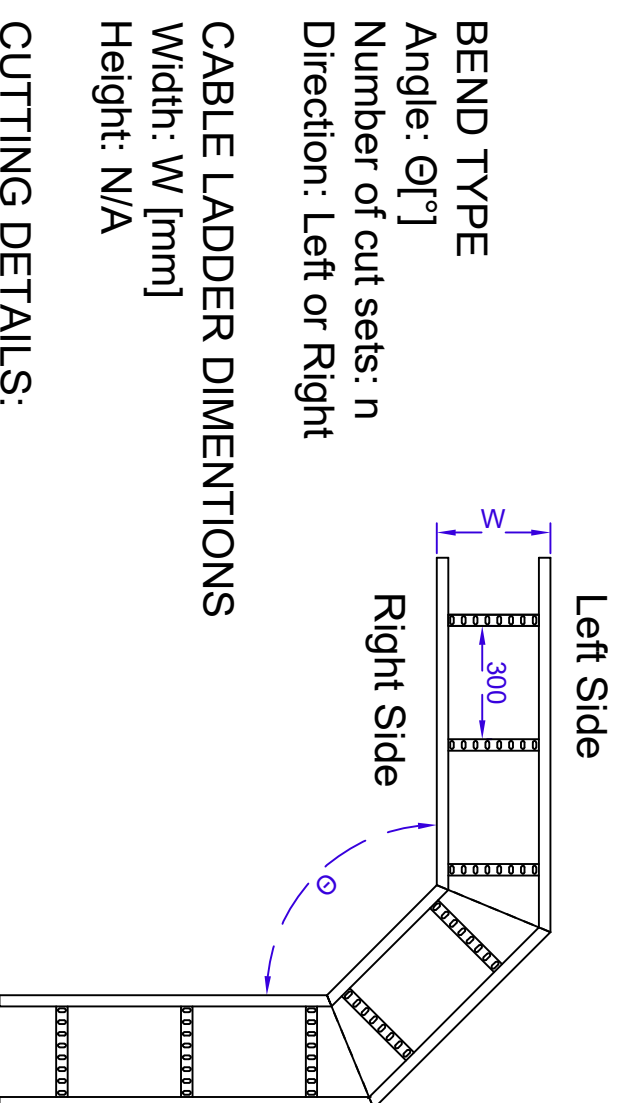 BEND TYPE
Angle: Θ[°]
Number of cut sets: n
Direction: Left or Right
CABLE LADDER DIMENTIONS
Width: W [mm]
Height: N/A
CUTTING DETAILS:
Left Side
W
300
Right Side
Θ